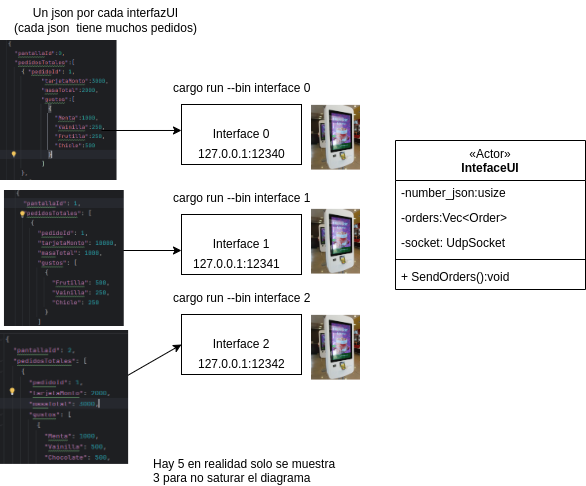 Un json por cada interfazUI
(cada json  tiene muchos pedidos)
{
"pantallaId":3,
"pedidosTotales":[
{ "pedidoId": 1,
"tarjetaMonto":3000,
"masaTotal":2000,
"gustos":[
{
"Menta":1000,
"Vainilla":250,
"Frutilla":250,
"Chicle":500
}
]
},
cargo run --bin interface 0
Interface 0
127.0.0.1:12340
{
"pantallaId": 1,
"pedidosTotales": [
{
"pedidoId": 1,
"tarjetaMonto": 10000,
"masaTotal": 1000,
"gustos": [
{
"Frutilla": 500,
"Vainilla": 250,
"Chicle": 250
}
]
cargo run --bin interface 1
Interface 1
127.0.0.1:12341
{
"pantallaId": 2,
"pedidosTotales": [
{
"pedidoId":
"tarjetaMonto": 7000,
"masaTotal":
"gustos": [
{
"Menta": 3000,
"Vainilla": 500,
"Chocolate": 500,
cargo run --bin interface 2
Interface 2
127.0.0.1:12342
«Actor»
IntefaceUI
-number_json:usize
-orders:Vec<Order>
-socket: UdpSocket
+ SendOrders():void
Hay 5 en realidad solo se muestra
3 para no saturar el diagrama